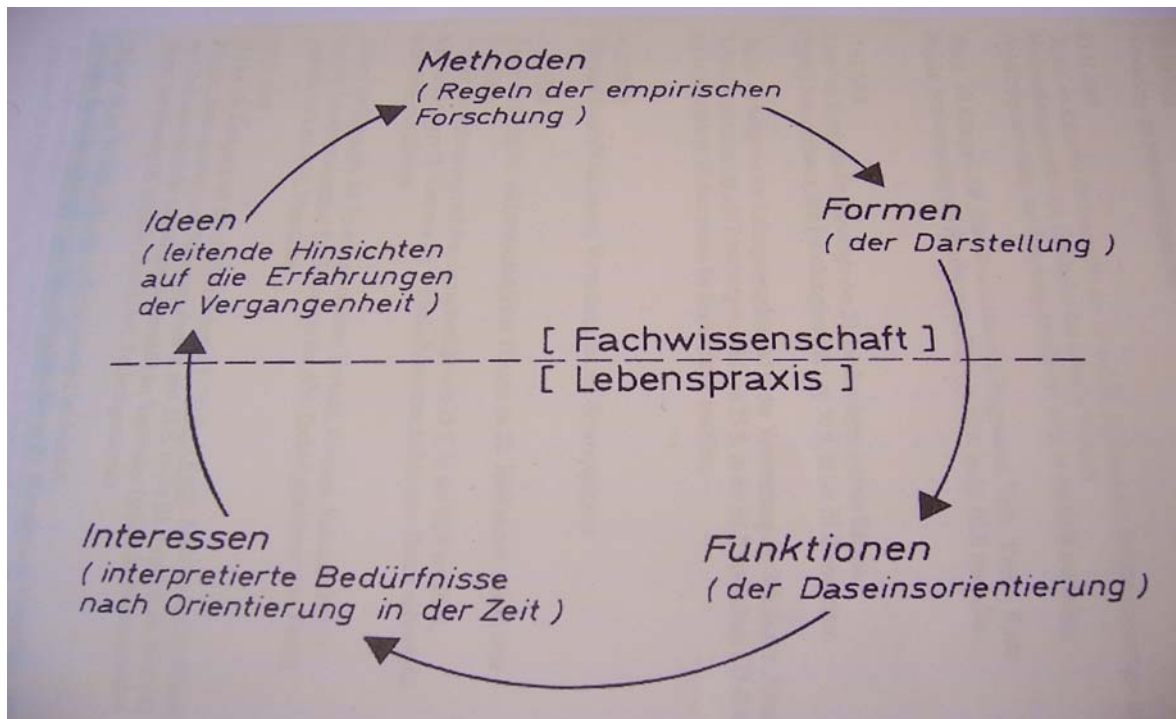 Methoden
( Regeln der empirischen
Forschung )
Ideen
( leitende Hinsichten
auf die Erfahrungen
der Vergangenheit )
Formen
( der Darstellung )
[ Fachwissenschaft ]
[ Lebenspraxis ]
Interessen
( interpretierte Bedürfnisse
nach Orientierung in der Zeit )
Funktionen
( der Daseinsorientierung )